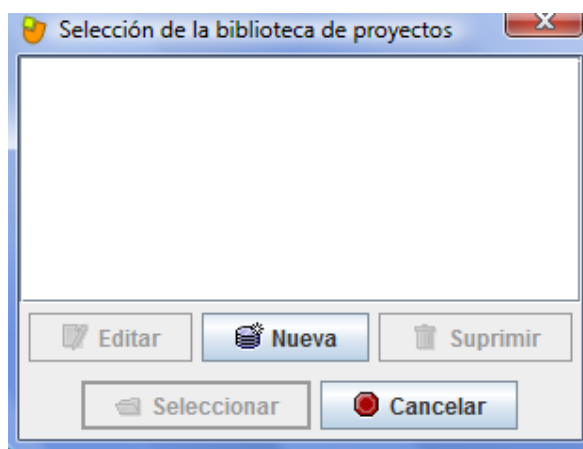 Selección de la biblioteca de proyectos
Editar Nueva Suprimir
Seleccionar Cancelar